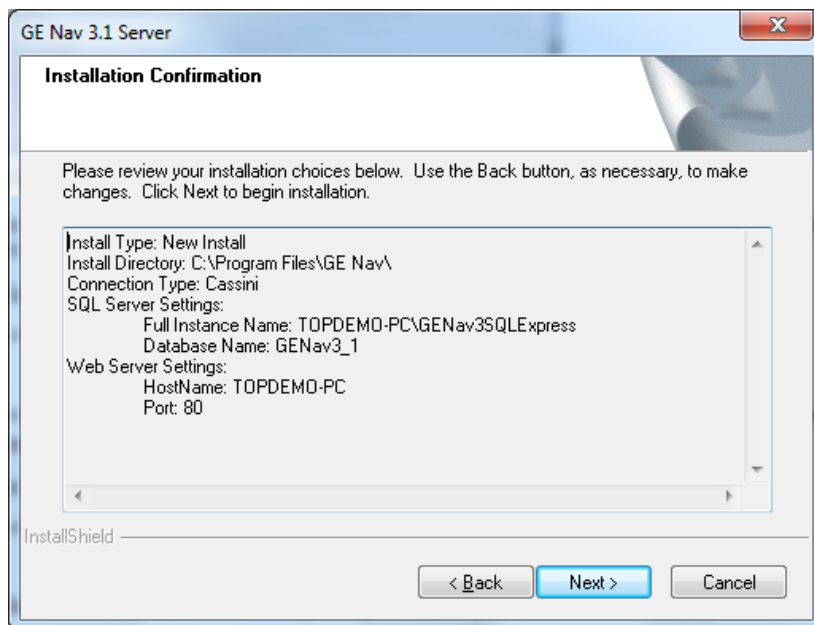 GE Nav 3.1 Server
Installation Confirmation
Please review your installation choices below.  Use the Back button, as necessary, to make
changes.  Click Next to begin installation.
Install Type: New Install
Install Directory: C:\Program Files\GE Nav\
Connection Type: Cassini
SQL Server Settings:
Full Instance Name: TOPDEMO-PC\GENav3SQLExpress
Database Name: GENav3_1
Web Server Settings:
HostName: TOPDEMO-PC
Port: 80
InstallShield
< Back
Next >
Cancel